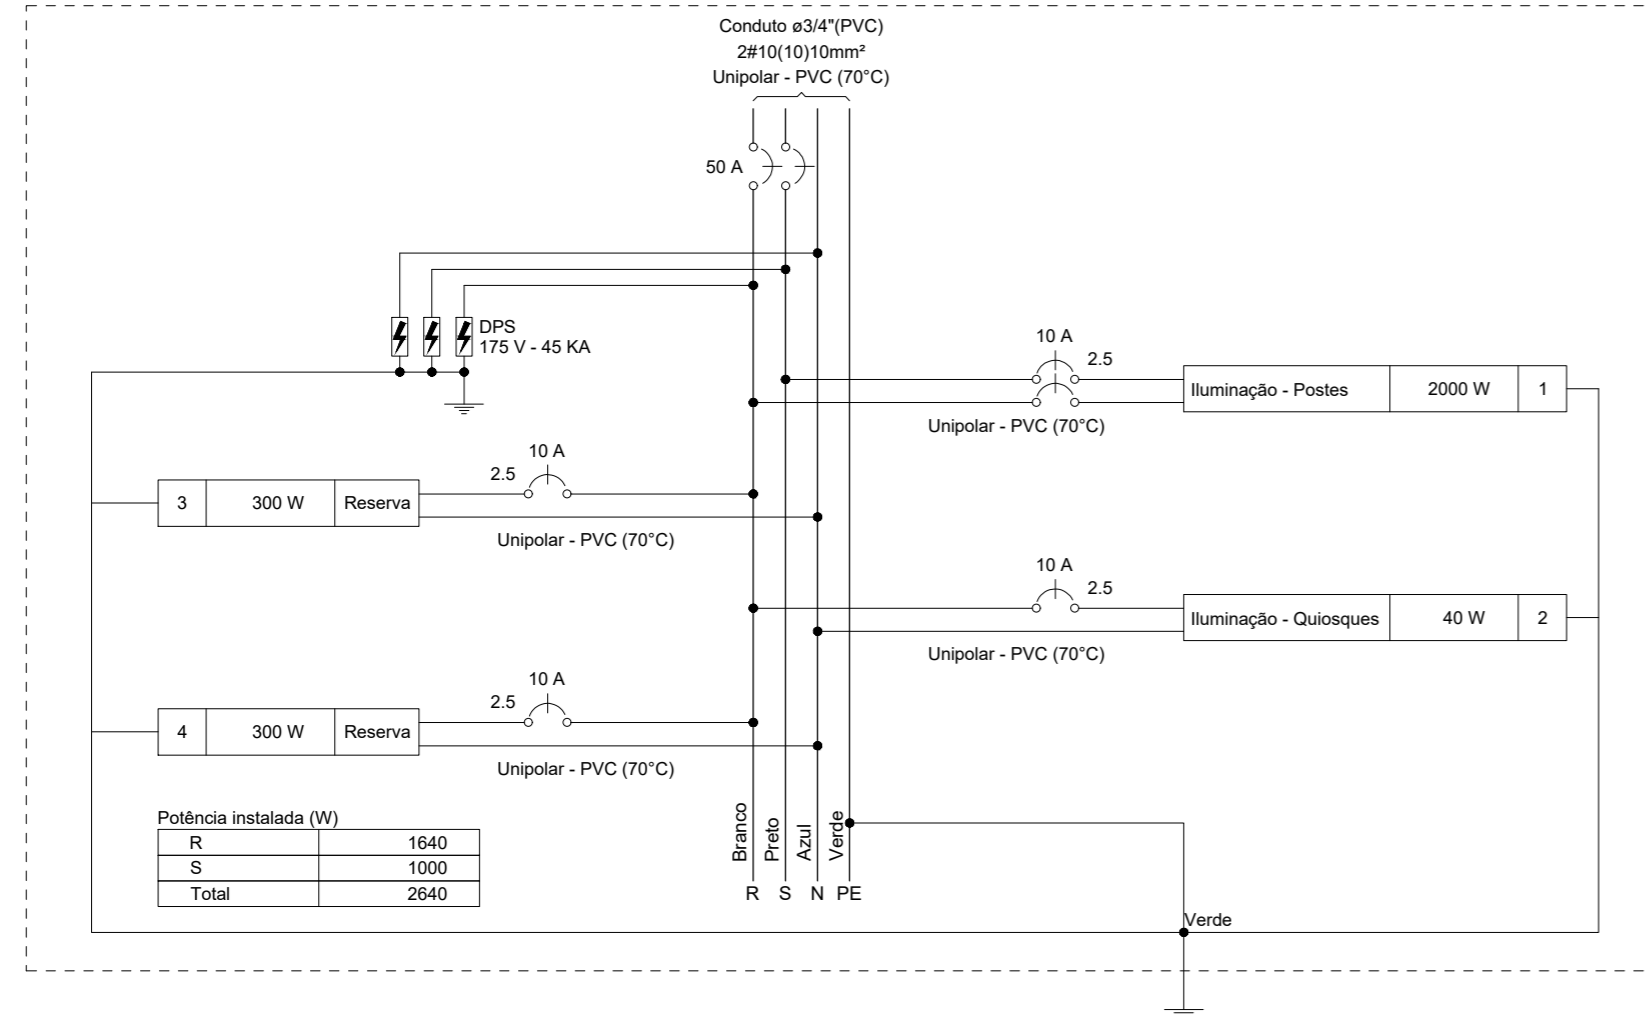 Conduto ø3/4"(PVC)
2#10(10)10mm²
Unipolar - PVC (70°C)
50 A
DPS
175 V - 45 KA
10 A
2.5
Iluminação - Postes 2000 W 1
Unipolar - PVC (70°C)
10 A
2.5
3 300 W Reserva
Unipolar - PVC (70°C)
10 A
2.5
Iluminação - Quiosques 40 W 2
Unipolar - PVC (70°C)
10 A
2.5
4 300 W Reserva
Unipolar - PVC (70°C)
Potência instalada (W)
R 1640
S 1000
Total 2640
Branco
Preto
Azul
Verde
R S N PE
Verde